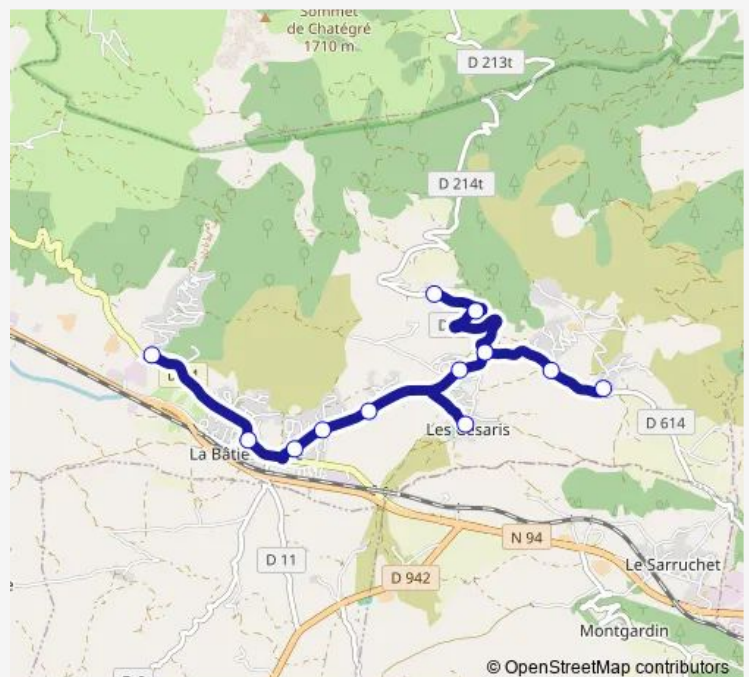 Sommet
de Chatégré
1710 m
D 213t
D 214t
D
Les Césaris
D 614
La Bâtie
N 94
D 11
Le Sarruchet
D 942
Montgardin
© OpenStreetMap contributors